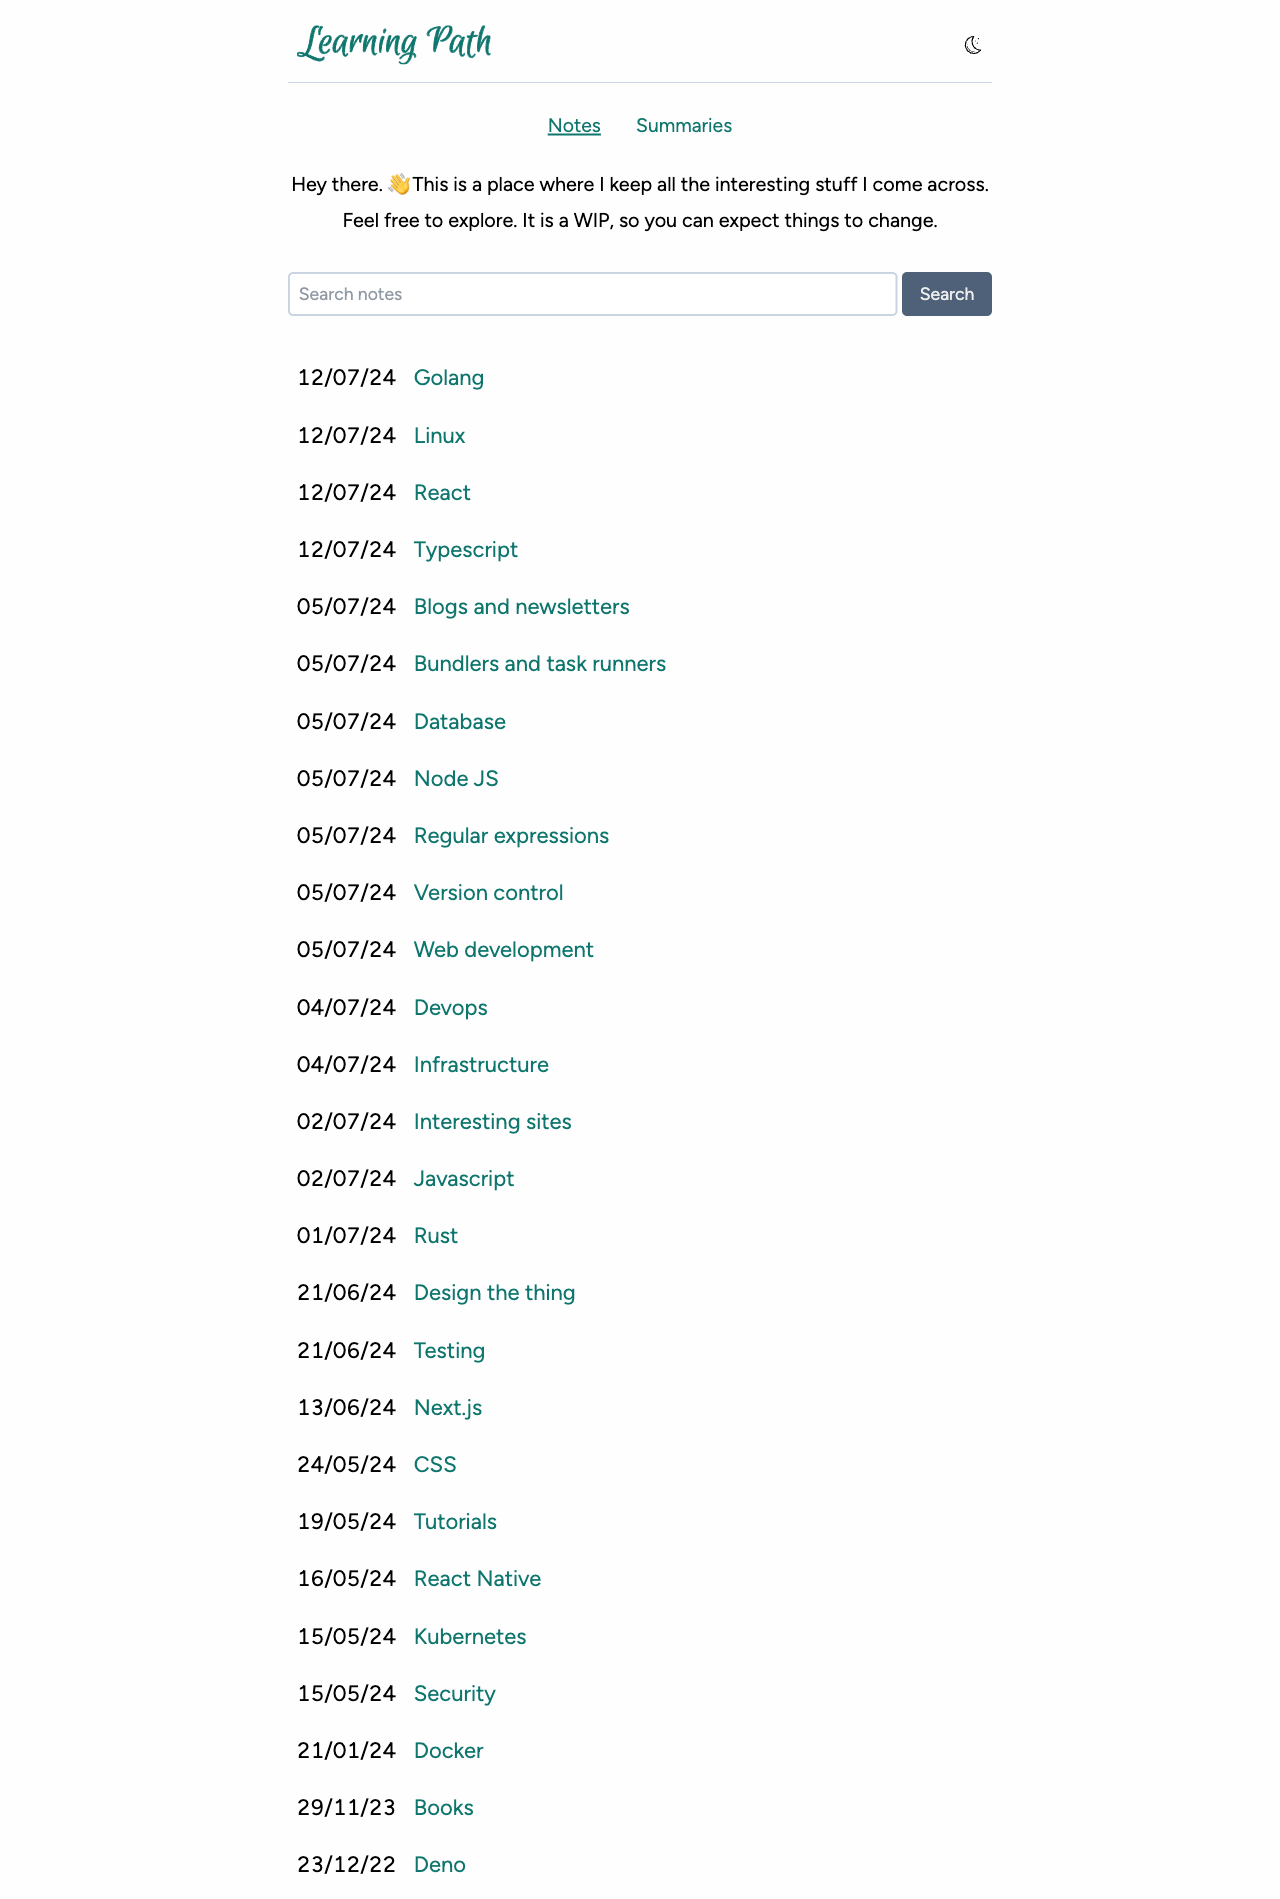 Learning Path
Notes Summaries
Hey there. 👋This is a place where I keep all the interesting stuff I come across.
Feel free to explore. It is a WIP, so you can expect things to change.
Search notes Search
12/07/24 Golang
12/07/24 Linux
12/07/24 React
12/07/24 Typescript
05/07/24 Blogs and newsletters
05/07/24 Bundlers and task runners
05/07/24 Database
05/07/24 Node JS
05/07/24 Regular expressions
05/07/24 Version control
05/07/24 Web development
04/07/24 Devops
04/07/24 Infrastructure
02/07/24 Interesting sites
02/07/24 Javascript
01/07/24 Rust
21/06/24 Design the thing
21/06/24 Testing
13/06/24 Next.js
24/05/24 CSS
19/05/24 Tutorials
16/05/24 React Native
15/05/24 Kubernetes
15/05/24 Security
21/01/24 Docker
29/11/23 Books
23/12/22 Deno